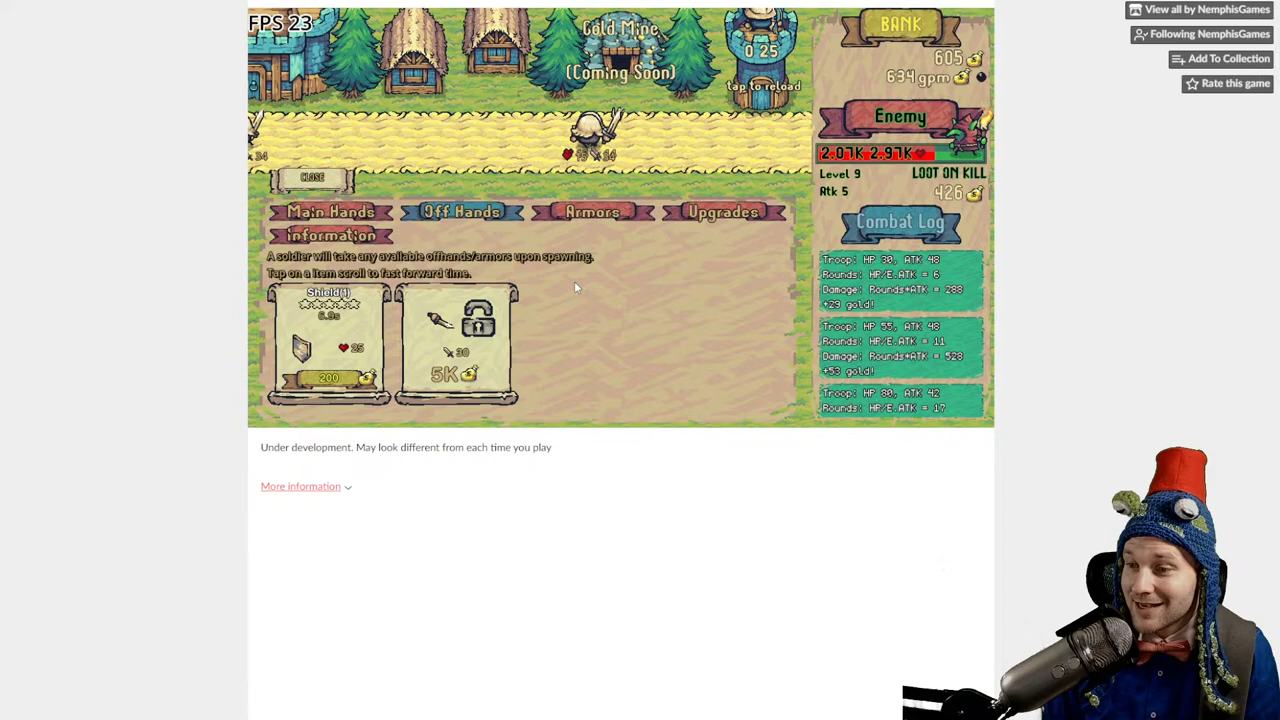 FPS 23
Gold Mine
(Coming Soon)
0 25
tap to reload
BANK
605
634 gpm
Enemy
2.07K 2.97K
Level 9
LOOT ON KILL
Atk 5
426
Combat Log
Troop: HP 30, ATK 48
Rounds: HP/E.ATK = 6
Damage: Rounds*ATK = 288
+29 gold!
Troop: HP 55, ATK 48
Rounds: HP/E.ATK = 11
Damage: Rounds*ATK = 528
+53 gold!
Troop: HP 80, ATK 42
Rounds: HP/E.ATK = 17
34
CLOSE
Main Hands
Off Hands
Armors
Upgrades
Information
A soldier will take any available offhands/armors upon spawning.
Tap on a item scroll to fast forward time.
Shield(1)
6.9s
25
200
30
5K
View all by NemphisGames
Following NemphisGames
Add To Collection
Rate this game
Under development. May look different from each time you play
More information